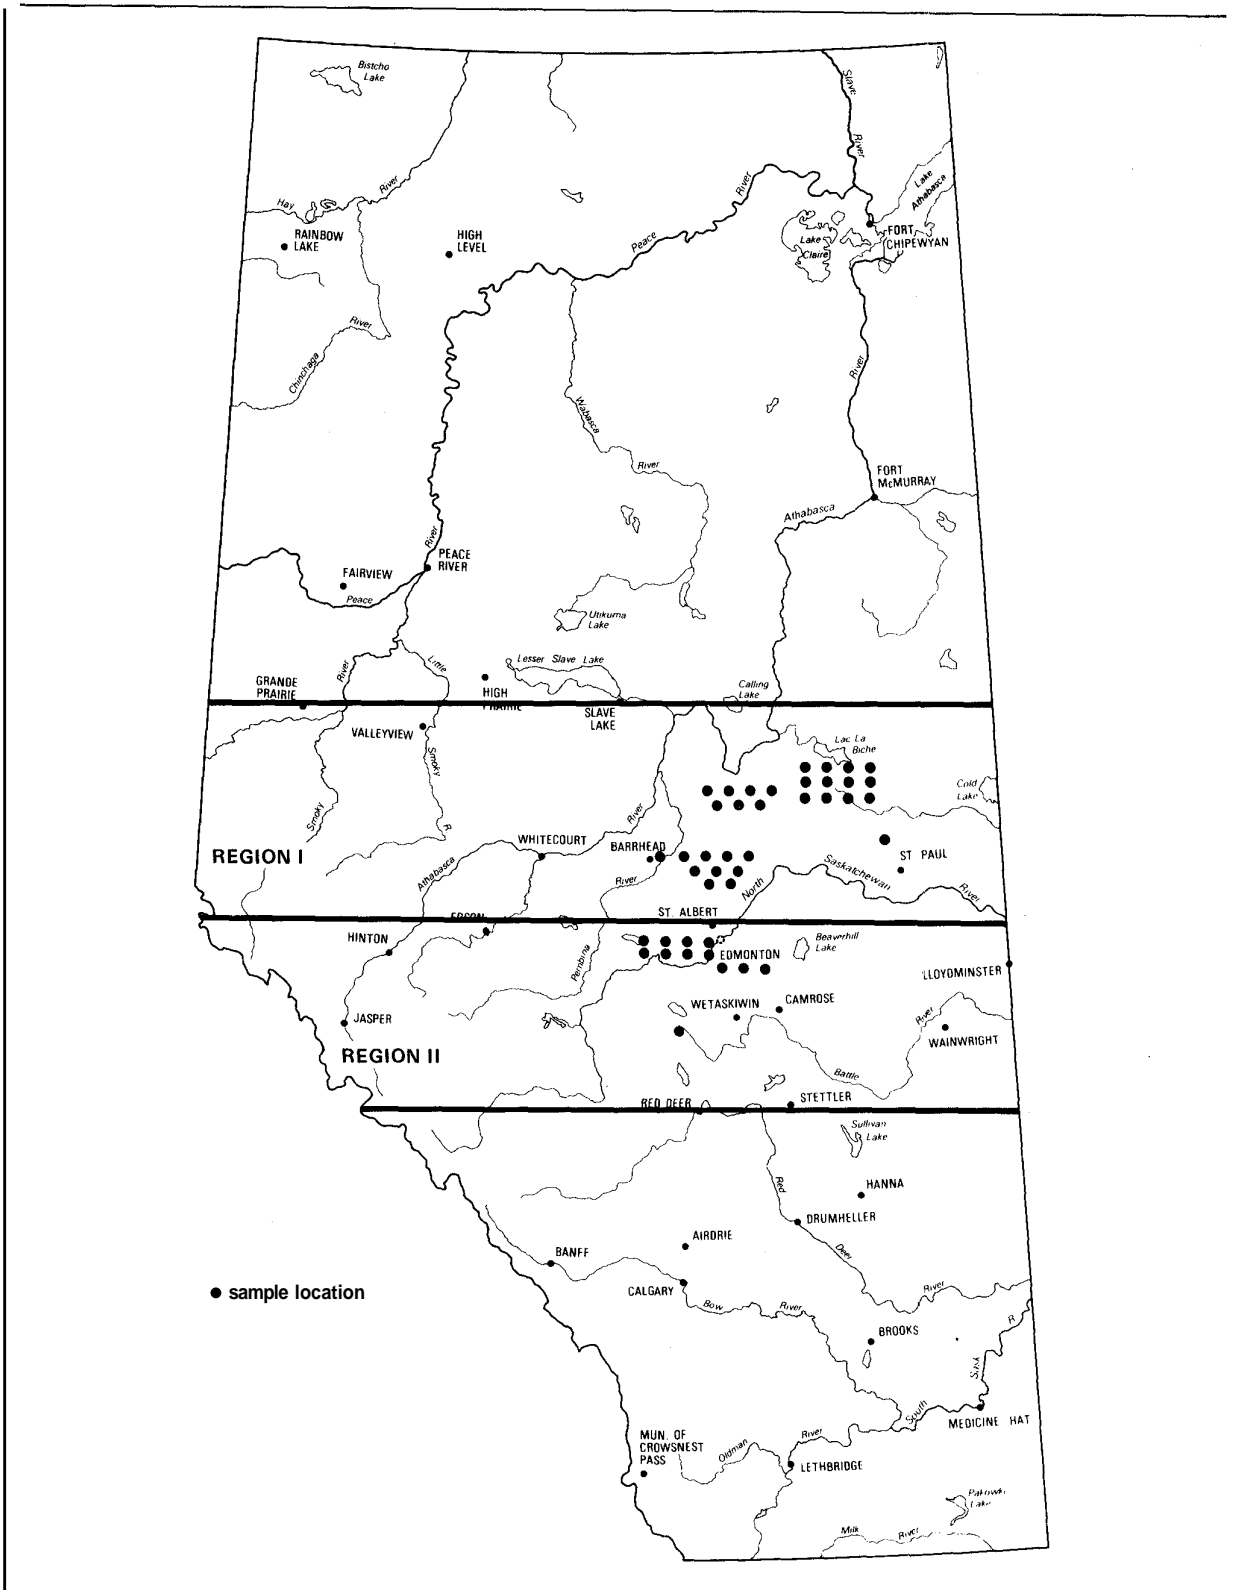 Bistcho
Lake
Slave
River
Hay
River
RAINBOW
LAKE
HIGH
LEVEL
Peace
River
Lake
Claire
Lake
Athabasca
FORT
CHIPEWYAN
Chinchaga
River
Wabasca
River
River
FORT
McMURRAY
Athabasca
River
PEACE
RIVER
FAIRVIEW
Peace
Utikuma
Lake
Lesser Slave Lake
Little
River
GRANDE
PRAIRIE
HIGH
PRAIRIE
SLAVE
LAKE
Calling
Lake
VALLEYVIEW
Smoky
R
Smoky
Lac La
Biche
Cold
Lake
River
WHITECOURT
BARRHEAD
REGION I
Athabasca
River
ST PAUL
North
Saskatchewan
River
ST. ALBERT
EDSON
HINTON
Pembina
EDMONTON
Beaverhill
Lake
LLOYDMINSTER
JASPER
WETASKIWIN
CAMROSE
River
WAINWRIGHT
REGION II
Battle
RED DEER
STETTLER
Sullivan
Lake
Red
HANNA
DRUMHELLER
AIRDRIE
BANFF
Deer
River
● sample location
CALGARY
Bow
River
R
BROOKS
Sask
South
MEDICINE HAT
MUN. OF
CROWSNEST
PASS
Oldman
River
LETHBRIDGE
Pakowki
Lake
Milk
River